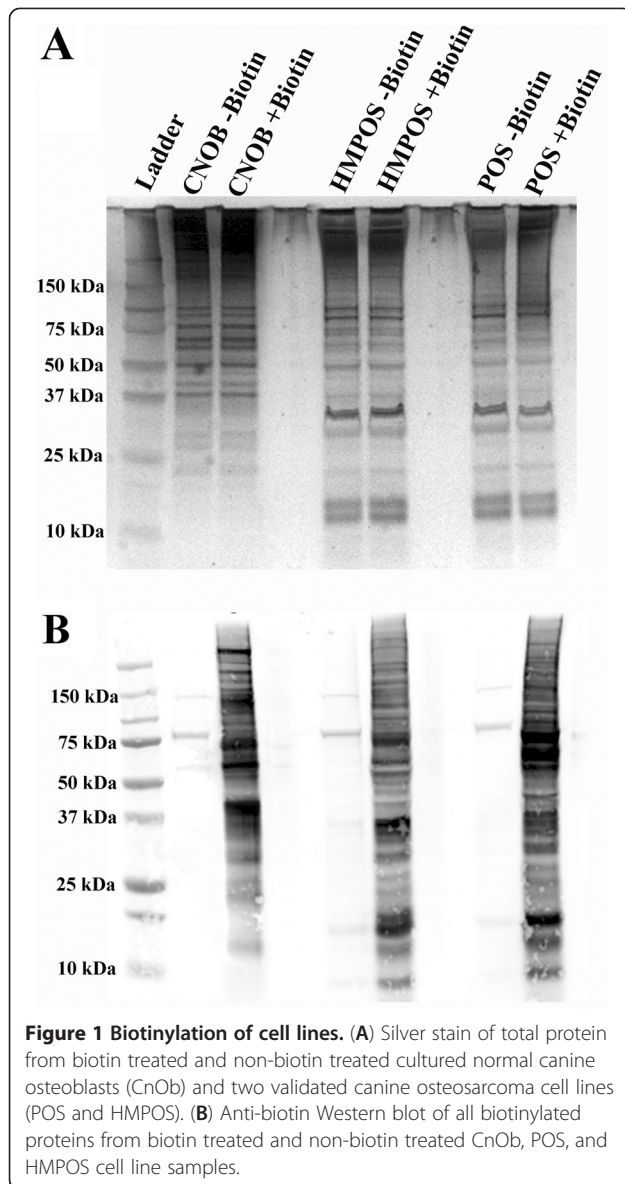 A
Ladder
CNOB -Biotin
CNOB +Biotin
HMPOS -Biotin
HMPOS +Biotin
POS -Biotin
POS +Biotin
150 kDa
75 kDa
50 kDa
37 kDa
25 kDa
10 kDa
B
150 kDa
75 kDa
50 kDa
37 kDa
25 kDa
10 kDa
Figure 1 Biotinylation of cell lines. (A) Silver stain of total protein
from biotin treated and non-biotin treated cultured normal canine
osteoblasts (CnOb) and two validated canine osteosarcoma cell lines
(POS and HMPOS). (B) Anti-biotin Western blot of all biotinylated
proteins from biotin treated and non-biotin treated CnOb, POS, and
HMPOS cell line samples.